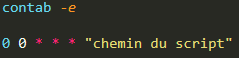 contab -e
0 0 * * * "chemin du script"